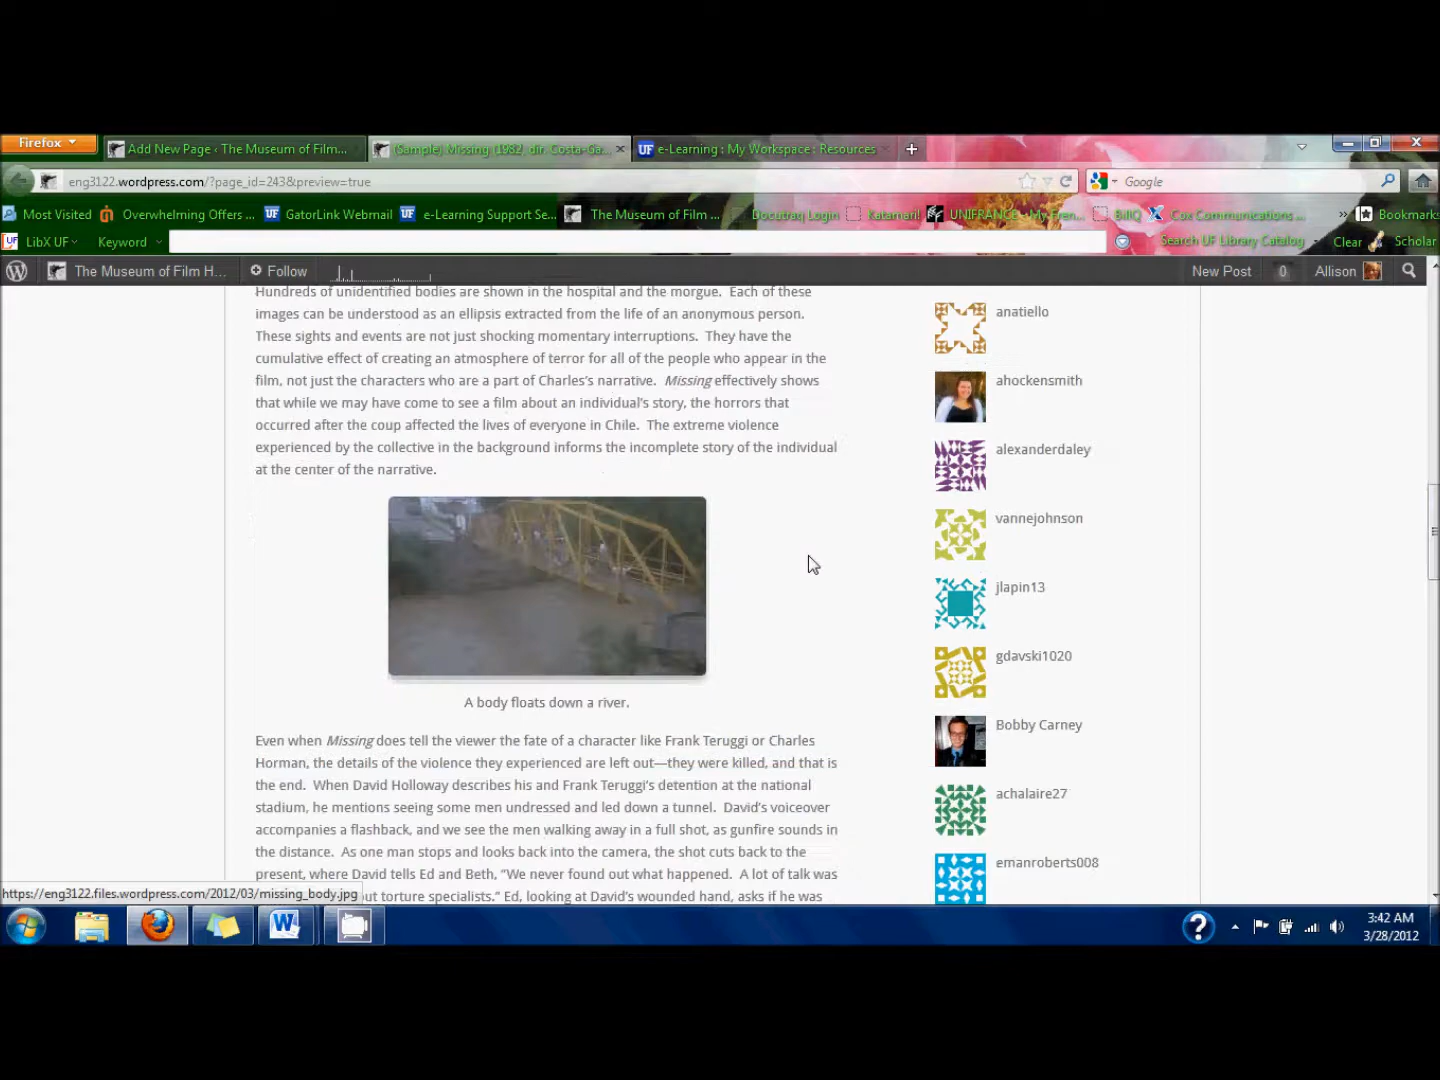 Firefox
Add New Page ‹ The Museum of Film...
(Sample) Missing (1982, dir. Costa-Ga...
UF e-Learning : My Workspace : Resources
eng3122.wordpress.com/?page_id=243&preview=true
Google
Most Visited
Overwhelming Offers ...
UF GatorLink Webmail
UF e-Learning Support Se...
The Museum of Film ...
Docutraq Login
Katamari!
UNIFRANCE - My Fren...
BillQ
Cox Communications ...
»
Bookmarks
UF LibX UF
Keyword
Search UF Library Catalog
Clear
Scholar
The Museum of Film H...
Follow
New Post
0
Allison
Hundreds of unidentified bodies are shown in the hospital and the morgue. Each of these
images can be understood as an ellipsis extracted from the life of an anonymous person.
These sights and events are not just shocking momentary interruptions. They have the
cumulative effect of creating an atmosphere of terror for all of the people who appear in the
film, not just the characters who are a part of Charles's narrative. Missing effectively shows
that while we may have come to see a film about an individual's story, the horrors that
occurred after the coup affected the lives of everyone in Chile. The extreme violence
experienced by the collective in the background informs the incomplete story of the individual
at the center of the narrative.
A body floats down a river.
Even when Missing does tell the viewer the fate of a character like Frank Teruggi or Charles
Horman, the details of the violence they experienced are left out—they were killed, and that is
the end. When David Holloway describes his and Frank Teruggi's detention at the national
stadium, he mentions seeing some men undressed and led down a tunnel. David's voiceover
accompanies a flashback, and we see the men walking away in a full shot, as gunfire sounds in
the distance. As one man stops and looks back into the camera, the shot cuts back to the
present, where David tells Ed and Beth, "We never found out what happened. A lot of talk was
out torture specialists." Ed, looking at David's wounded hand, asks if he was
anatiello
ahockensmith
alexanderdaley
vannejohnson
jlapin13
gdavski1020
Bobby Carney
achalaire27
emanroberts008
https://eng3122.files.wordpress.com/2012/03/missing_body.jpg
3:42 AM
3/28/2012